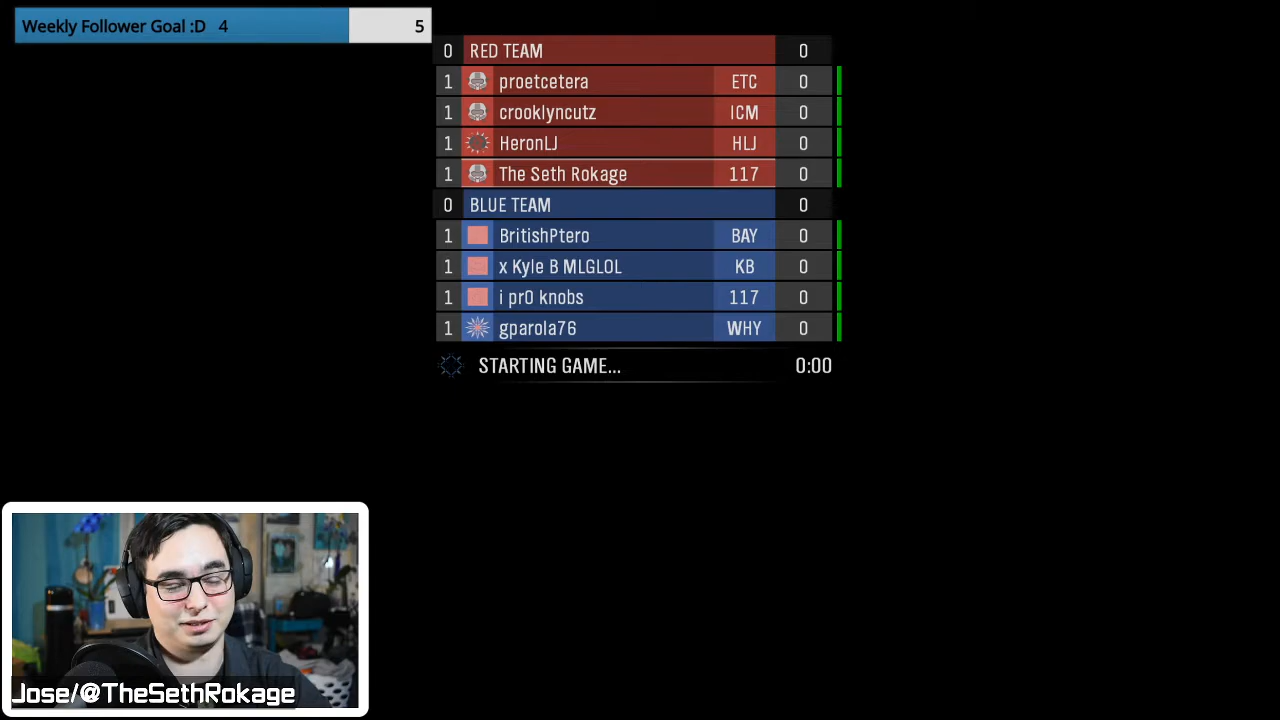 Weekly Follower Goal :D 4 5
0 RED TEAM 0
1 proetcetera ETC 0
1 crooklyncutz ICM 0
1 HeronLJ HLJ 0
1 The Seth Rokage 117 0
0 BLUE TEAM 0
1 BritishPtero BAY 0
1 x Kyle B MLGLOL KB 0
1 i pr0 knobs 117 0
1 gparola76 WHY 0
STARTING GAME... 0:00
Jose/@TheSethRokage